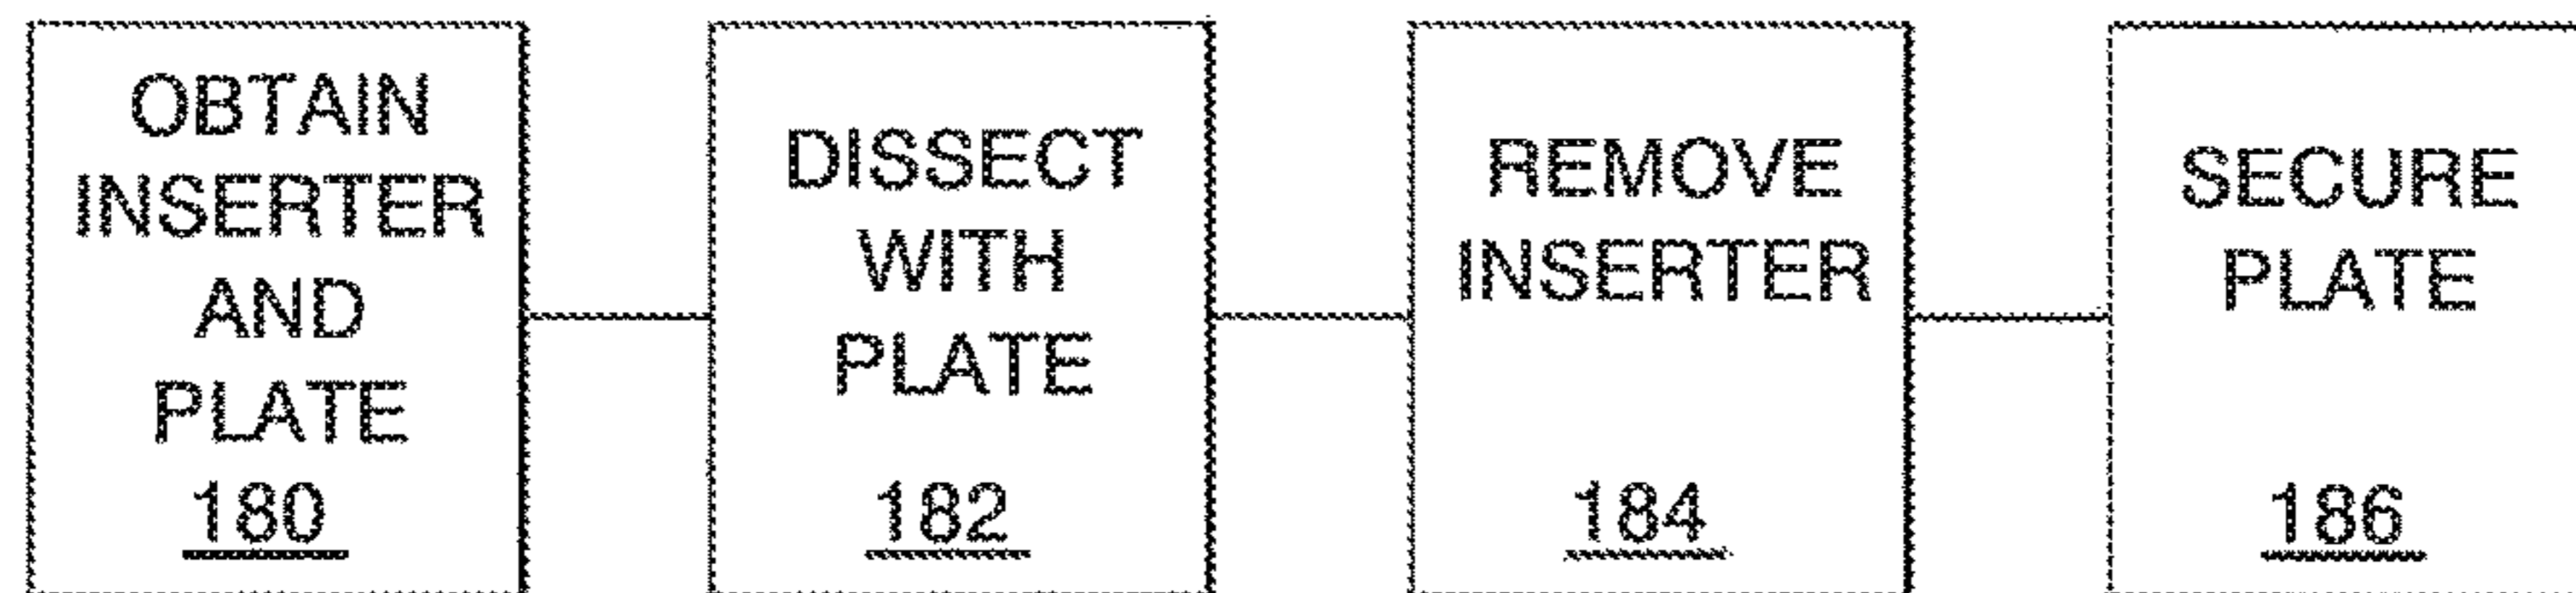 OBTAIN
INSERTER
AND
PLATE
180
DISSECT
WITH
PLATE
182
REMOVE
INSERTER
184
SECURE
PLATE
186